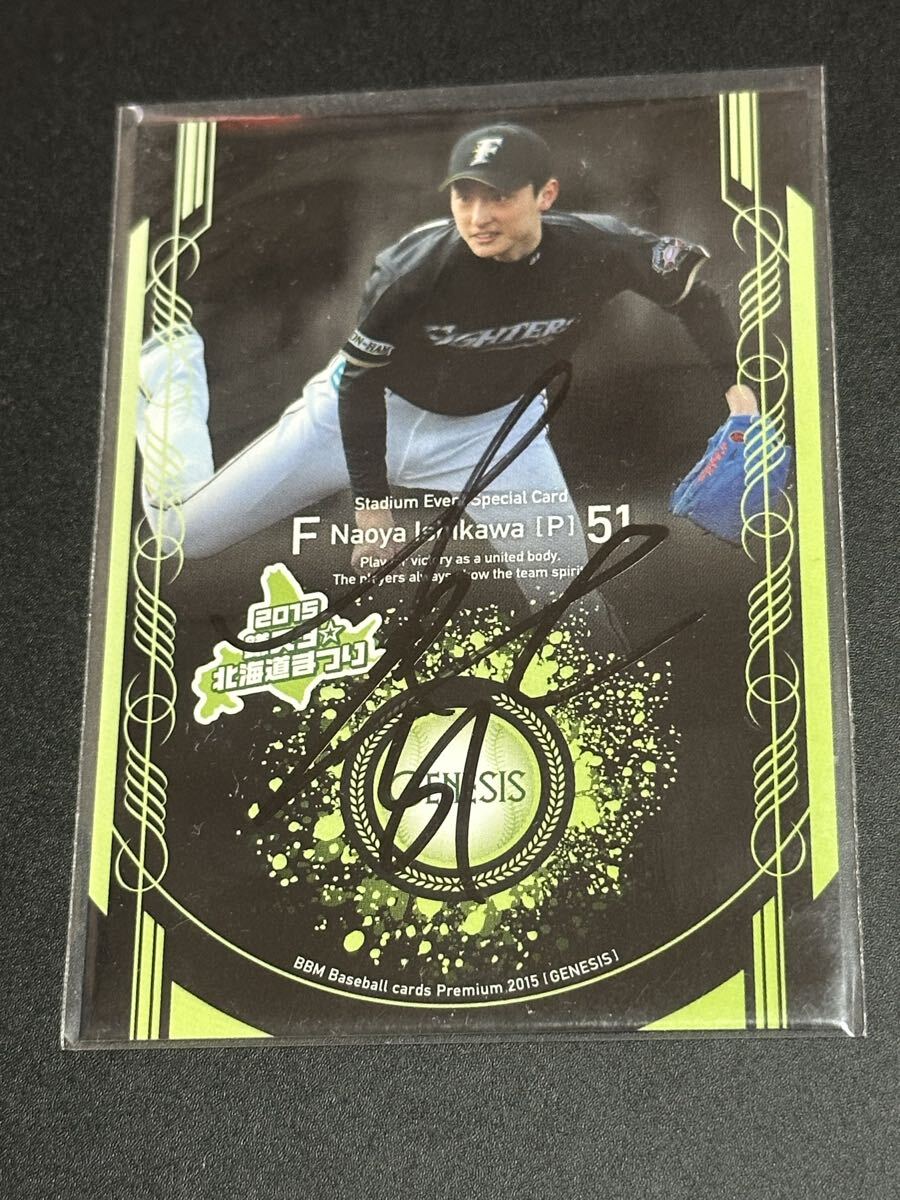 F
FIGHTERS
Stadium Event Special Card
F Naoya Ishikawa [P] 51
Play for victory as a united body.
The players always show the team spirit
2015
北海道まつり
GENESIS
51
BBM Baseball cards Premium 2015 [GENESIS]